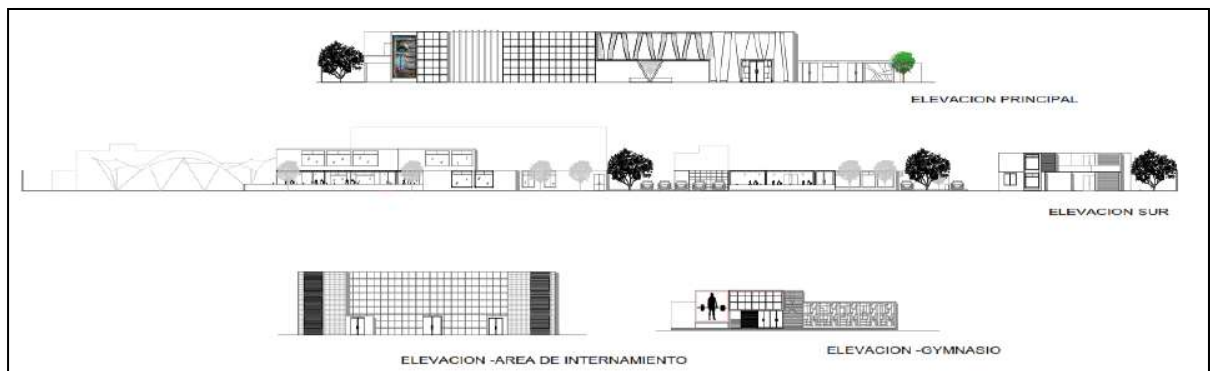 ELEVACION PRINCIPAL
ELEVACION SUR
ELEVACION -AREA DE INTERNAMIENTO
ELEVACION -GYMNASIO